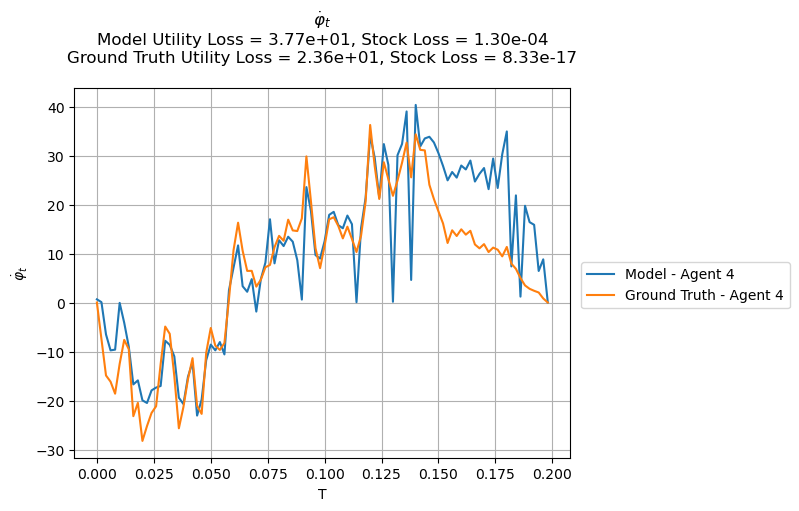 φ̇ₜ
Model Utility Loss = 3.77e+01, Stock Loss = 1.30e-04
Ground Truth Utility Loss = 2.36e+01, Stock Loss = 8.33e-17
40
30
20
10
0
−10
−20
−30
φ̇ₜ
0.000 0.025 0.050 0.075 0.100 0.125 0.150 0.175 0.200
T
Model - Agent 4
Ground Truth - Agent 4